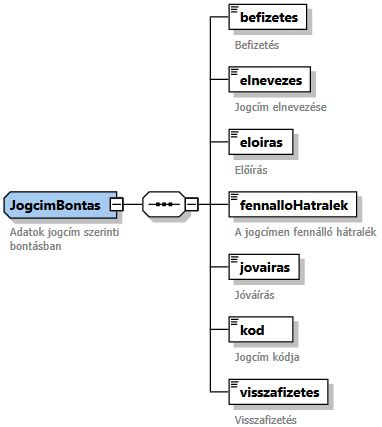 befizetes
Befizetés
elnevezes
Jogcím elnevezése
eloiras
Előírás
JogcimBontas
Adatok jogcím szerinti
bontásban
fennalloHatralek
A jogcímen fennálló hátralék
jovairas
Jóváírás
kod
Jogcím kódja
visszafizetes
Visszafizetés